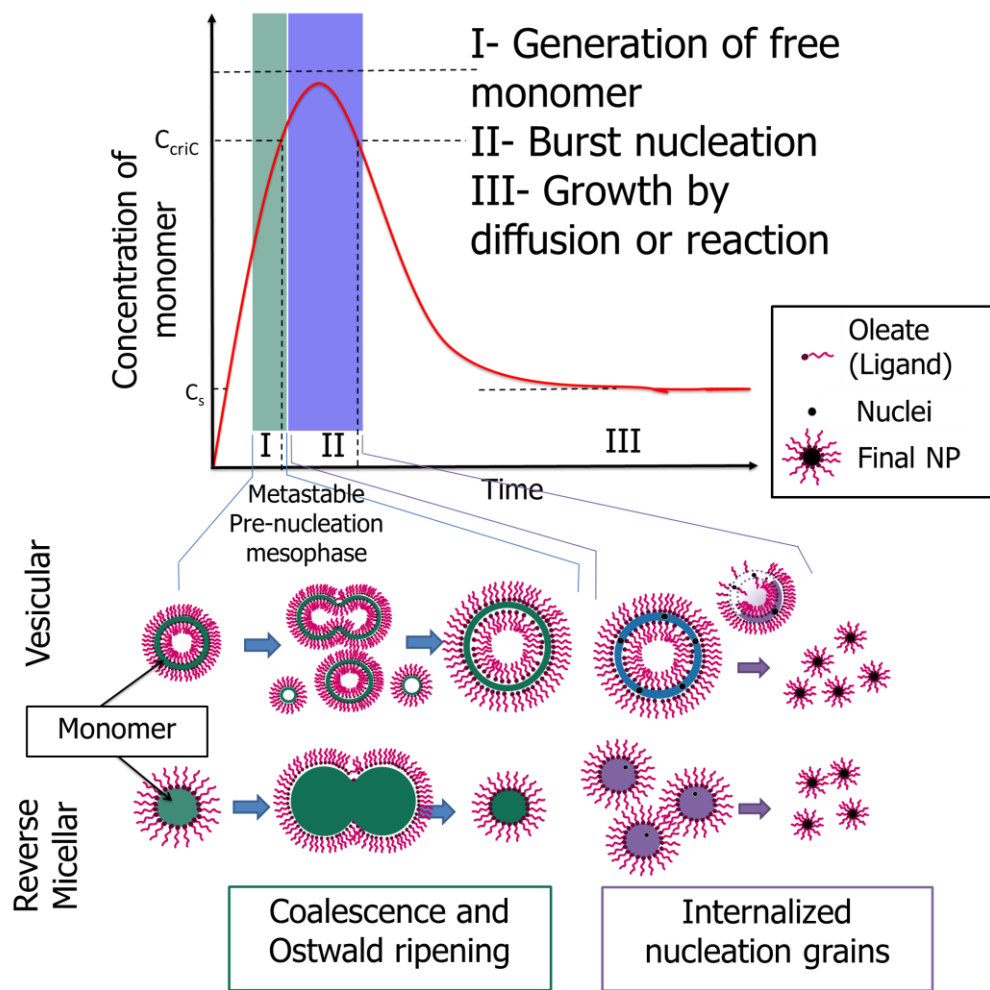 I- Generation of free
monomer
II- Burst nucleation
III- Growth by
diffusion or reaction
Concentration of
monomer
CcriC
Cs
I
II
III
Time
Oleate
(Ligand)
Nuclei
Final NP
Metastable
Pre-nucleation
mesophase
Vesicular
Monomer
Reverse
Micellar
Coalescence and
Ostwald ripening
Internalized
nucleation grains